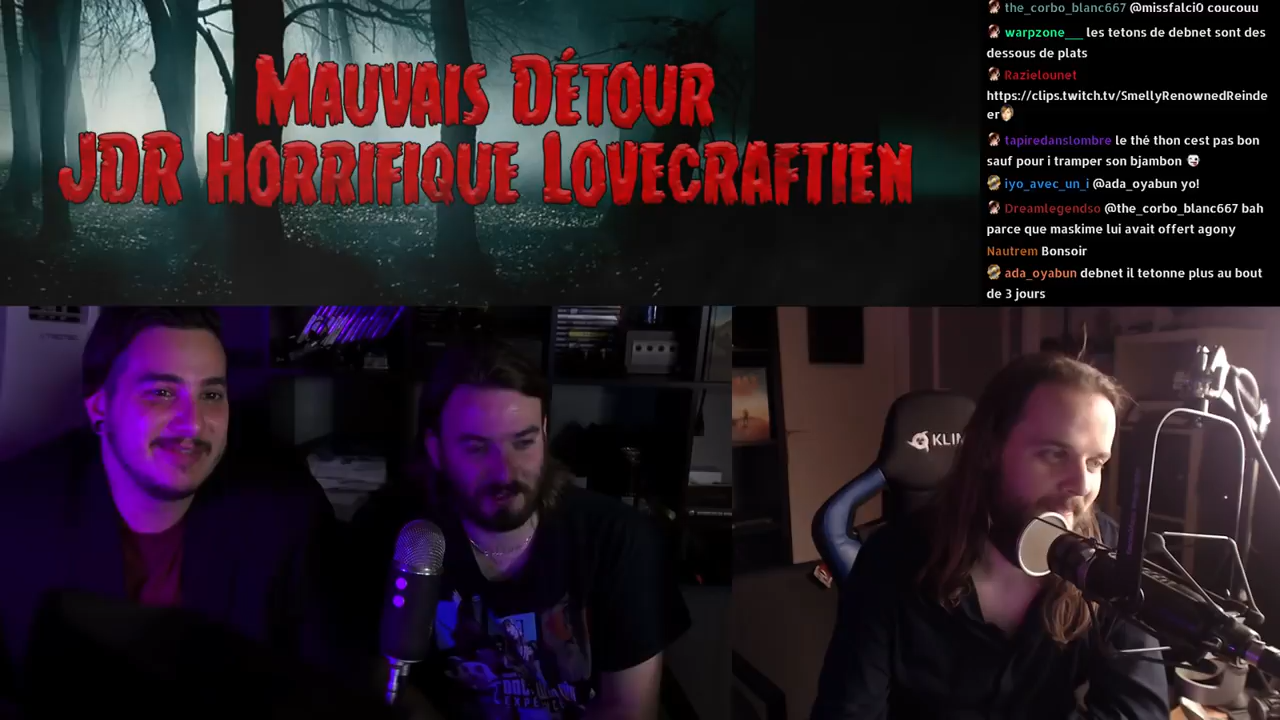 MAUVAIS DÉTOUR
JDR HORRIFIQUE LOVECRAFTIEN
the_corbo_blanc667 @missfalci0 coucouu
warpzone___ les tetons de debnet sont des
dessous de plats
Razielounet
https://clips.twitch.tv/SmellyRenownedReinde
er
tapiredanslombre le thé thon cest pas bon
sauf pour i tramper son bjambon
iyo_avec_un_i @ada_oyabun yo!
Dreamlegendso @the_corbo_blanc667 bah
parce que maskime lui avait offert agony
Nautrem Bonsoir
ada_oyabun debnet il tetonne plus au bout
de 3 jours
KLIM